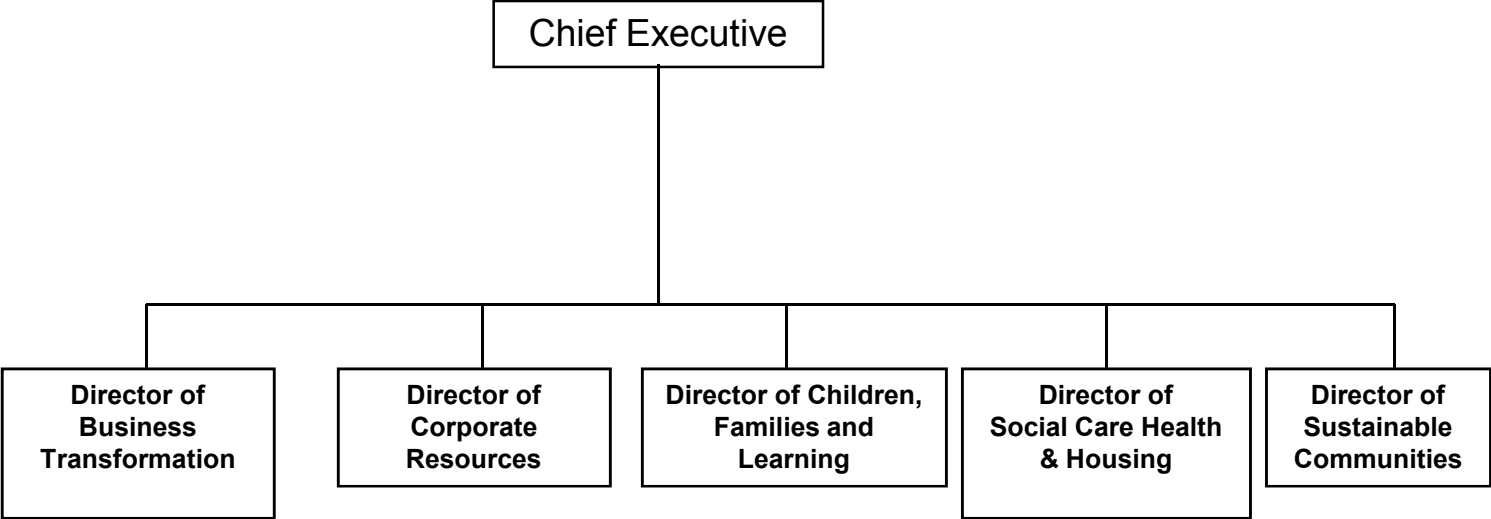 Chief Executive
Director of
Business
Transformation
Director of
Corporate
Resources
Director of Children,
Families and
Learning
Director of
Social Care Health
& Housing
Director of
Sustainable
Communities